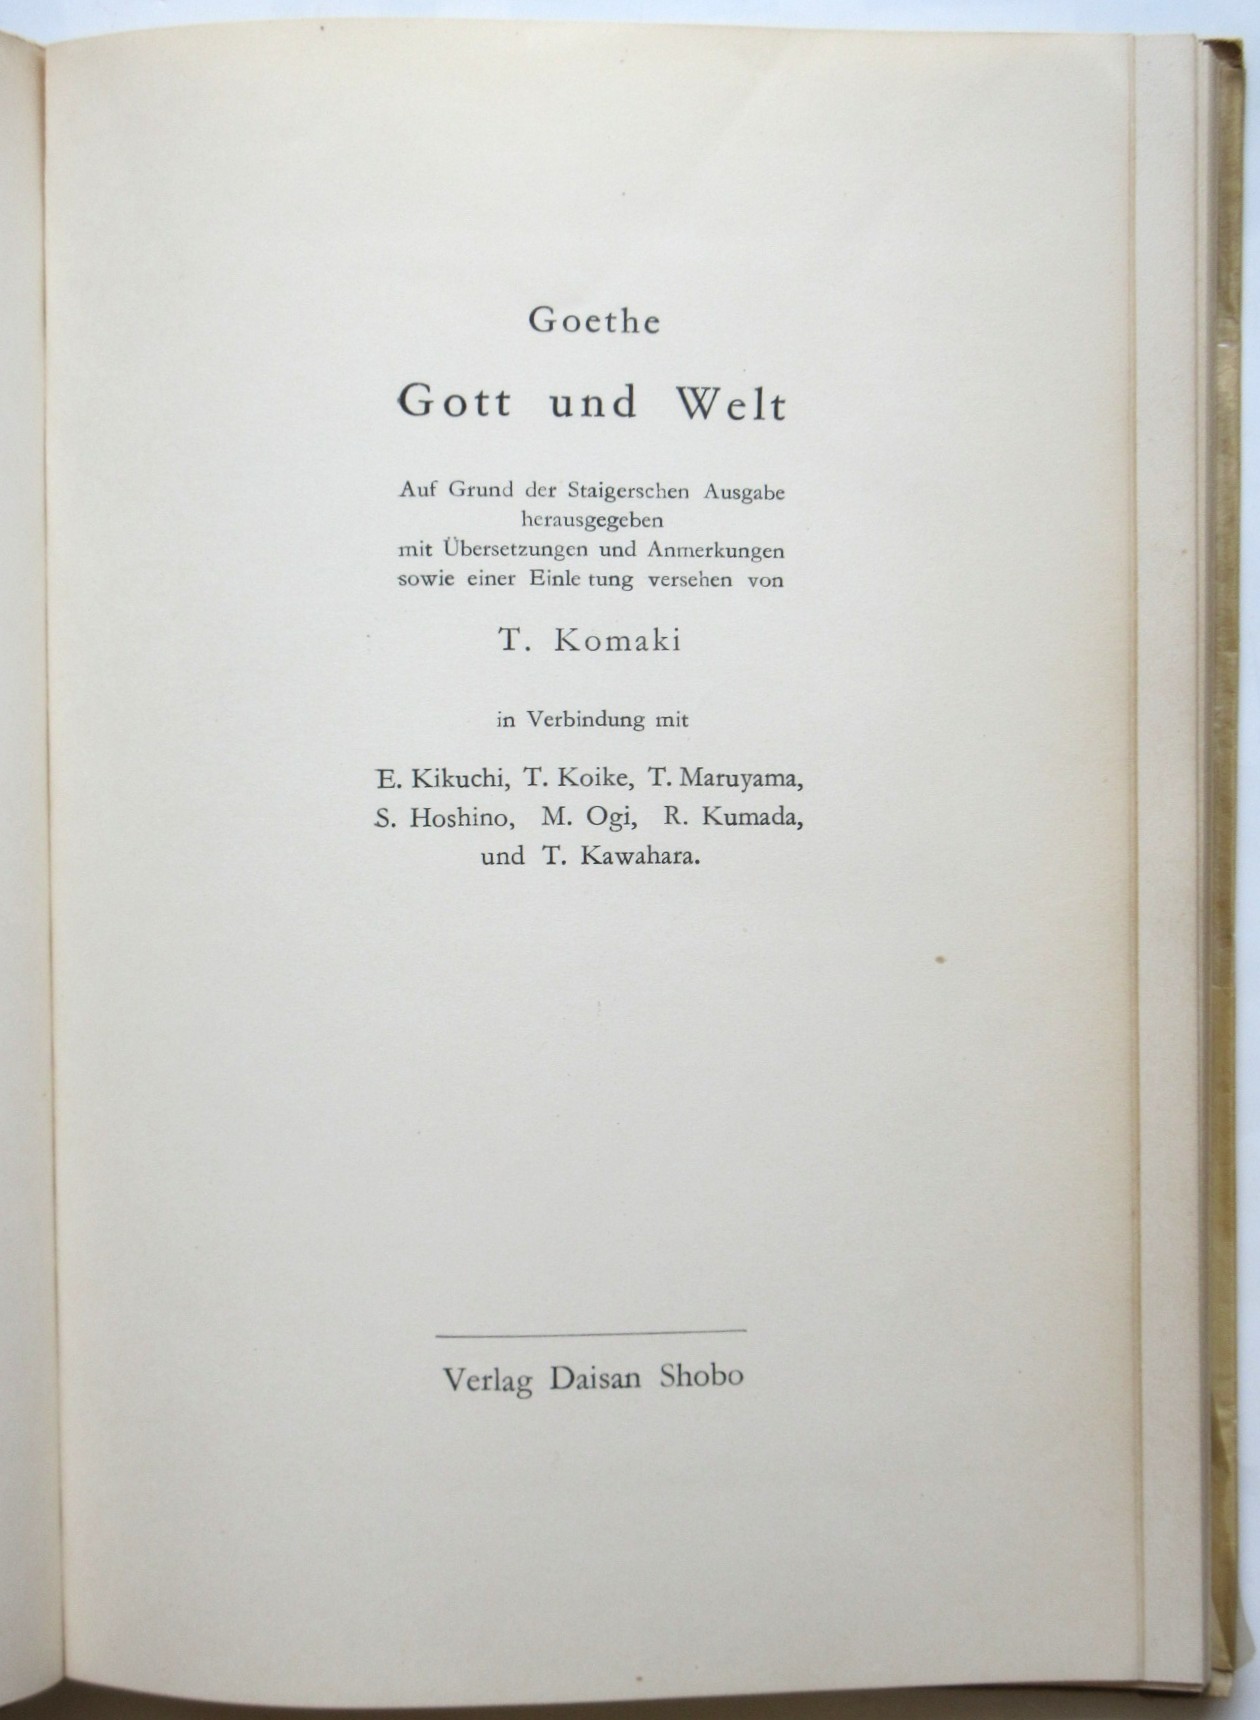 Goethe
Gott und Welt
Auf Grund der Staigerschen Ausgabe
herausgegeben
mit Übersetzungen und Anmerkungen
sowie einer Einle tung versehen von
T. Komaki
in Verbindung mit
E. Kikuchi, T. Koike, T. Maruyama,
S. Hoshino, M. Ogi, R. Kumada,
und T. Kawahara.
Verlag Daisan Shobo